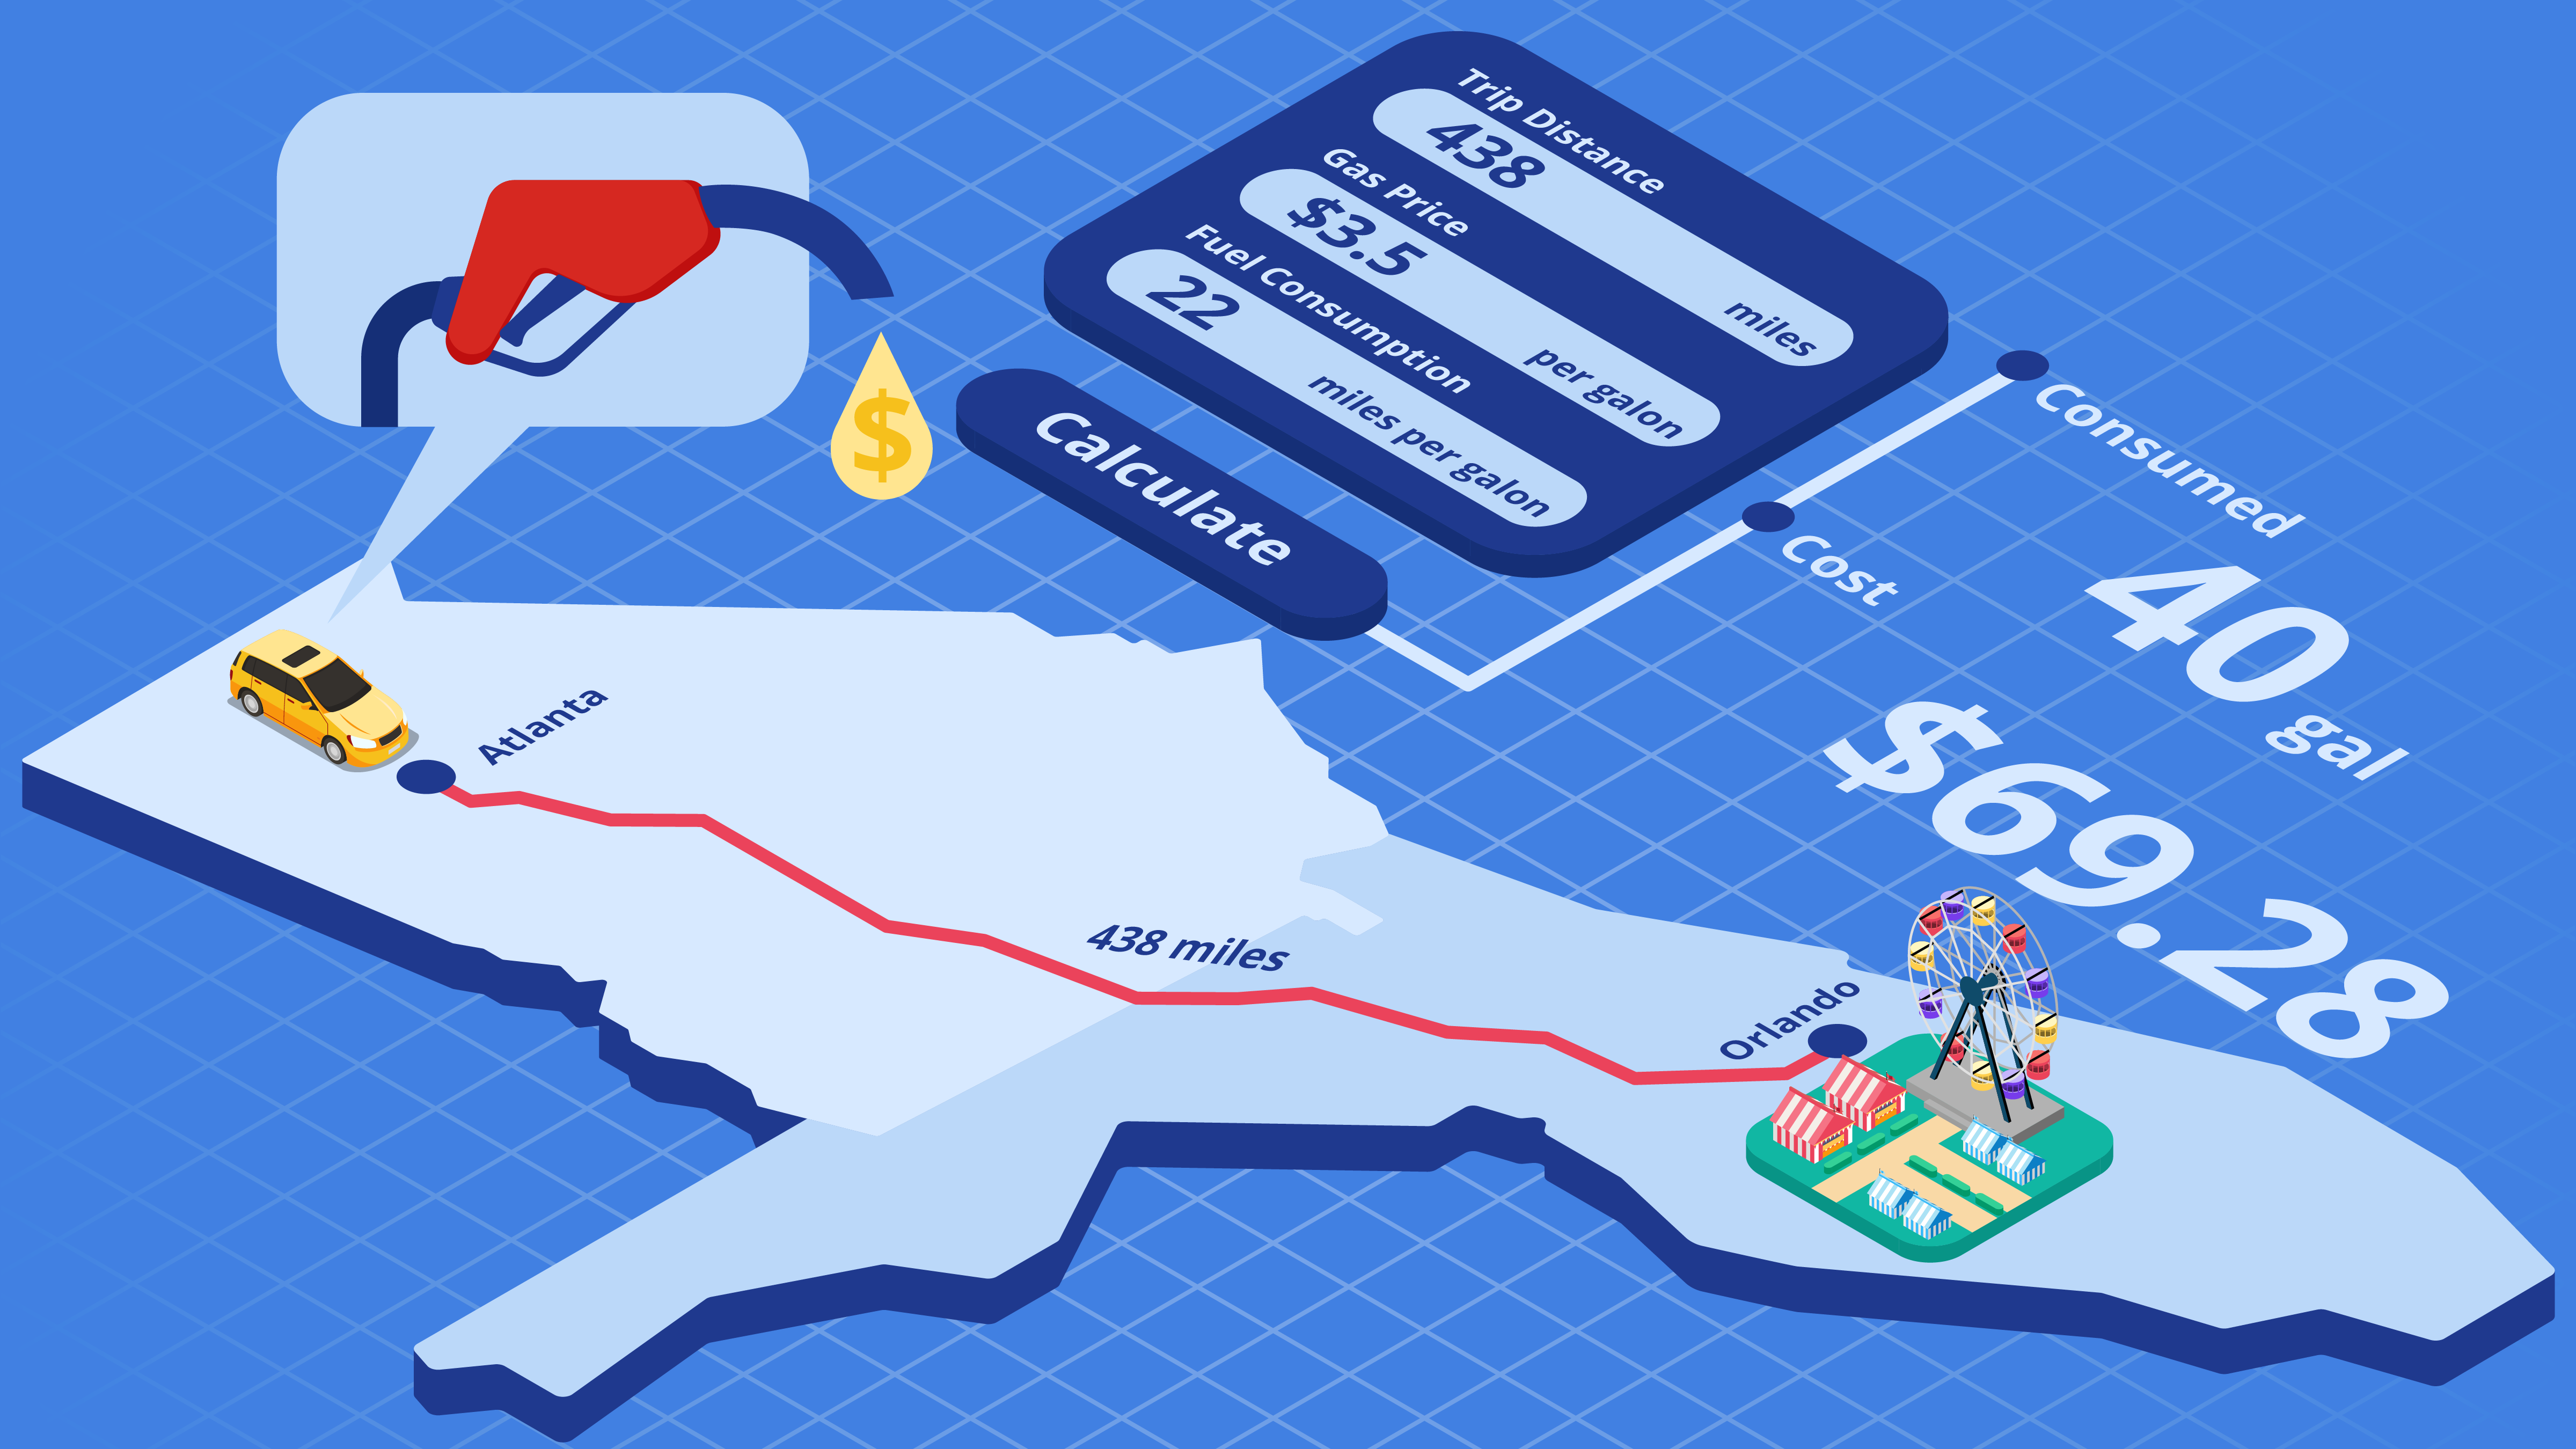 Trip Distance
438 miles
Gas Price
$3.5 per galon
Fuel Consumption
22 miles per galon
Calculate
Consumed
40 gal
Cost
$69.28
$
Atlanta
438 miles
Orlando